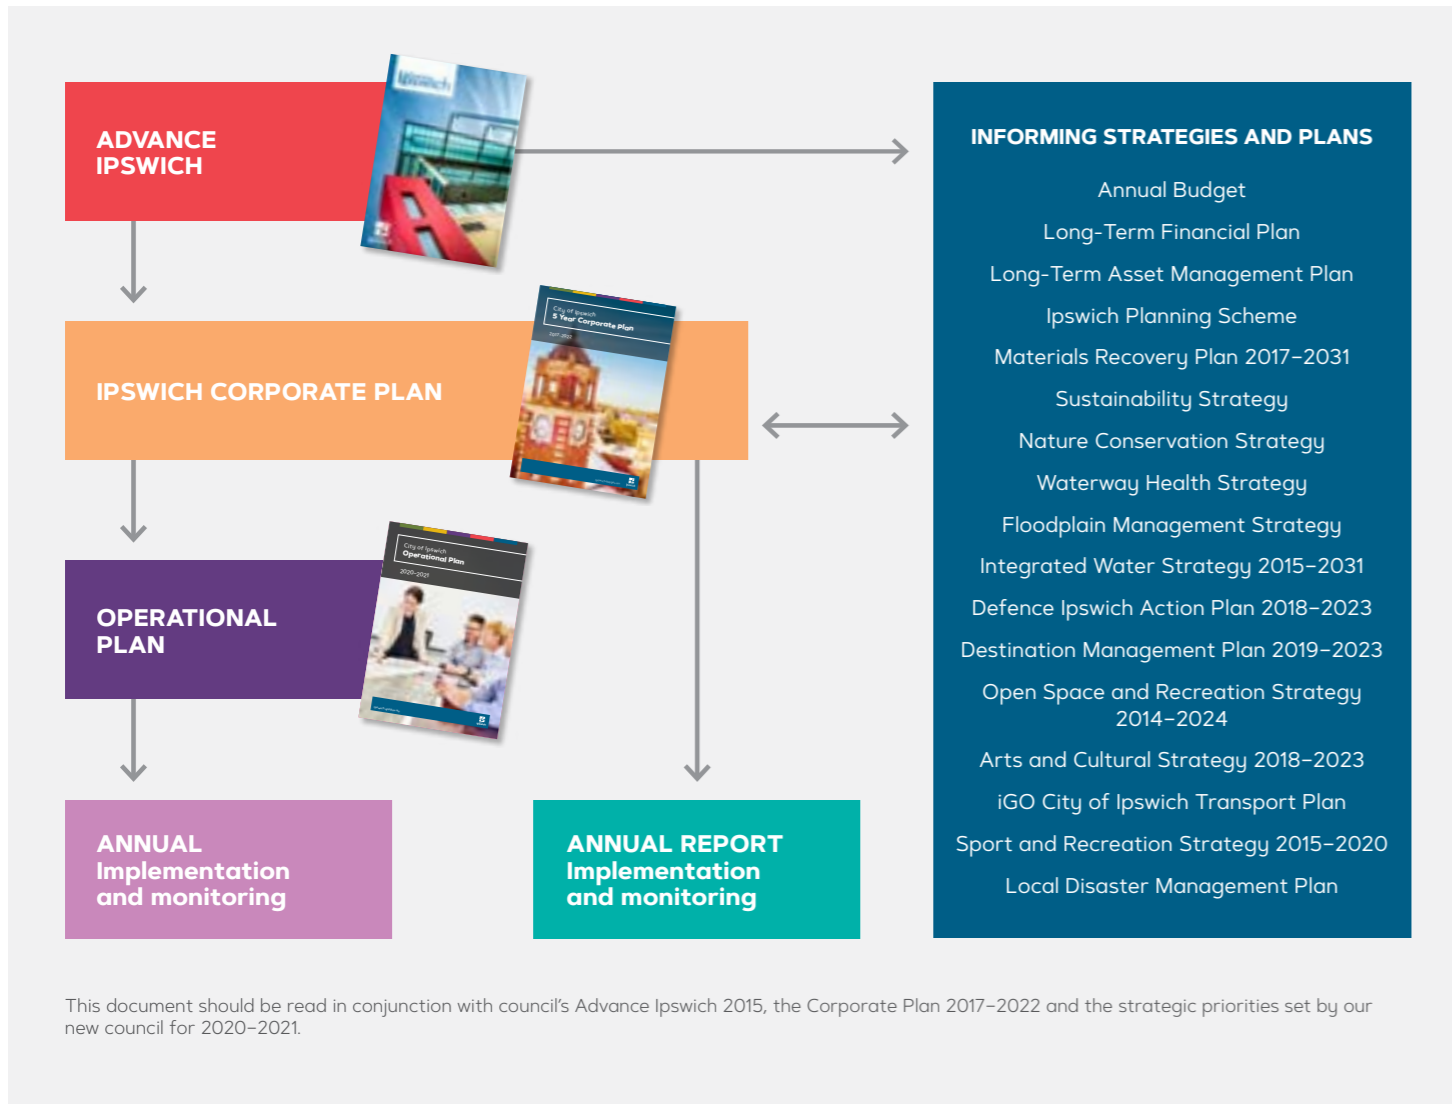 ADVANCE
IPSWICH
Ipswich
IPSWICH CORPORATE PLAN
City of Ipswich
5 Year Corporate Plan
2017–2022
OPERATIONAL
PLAN
City of Ipswich
Operational Plan
2020–2021
ANNUAL
Implementation
and monitoring
ANNUAL REPORT
Implementation
and monitoring
INFORMING STRATEGIES AND PLANS
Annual Budget
Long-Term Financial Plan
Long-Term Asset Management Plan
Ipswich Planning Scheme
Materials Recovery Plan 2017–2031
Sustainability Strategy
Nature Conservation Strategy
Waterway Health Strategy
Floodplain Management Strategy
Integrated Water Strategy 2015–2031
Defence Ipswich Action Plan 2018–2023
Destination Management Plan 2019–2023
Open Space and Recreation Strategy
2014–2024
Arts and Cultural Strategy 2018–2023
iGO City of Ipswich Transport Plan
Sport and Recreation Strategy 2015–2020
Local Disaster Management Plan
This document should be read in conjunction with council’s Advance Ipswich 2015, the Corporate Plan 2017–2022 and the strategic priorities set by our
new council for 2020–2021.